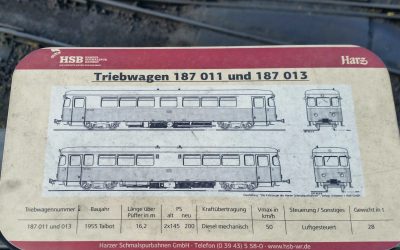 HSB
Harz
Triebwagen 187 011 und 187 013
Triebwagennummer Baujahr Länge über Puffer in m PS alt neu Kraftübertragung Vmax in km/h Steuerung / Sonstiges Gewicht in t
187 011 und 013 1955 Talbot 16,2 2x145 200 Diesel mechanisch 50 Luftgesteuert 28
Harzer Schmalspurbahnen GmbH - Telefon (0 39 43) 5 58-0 - www.hsb-wr.de